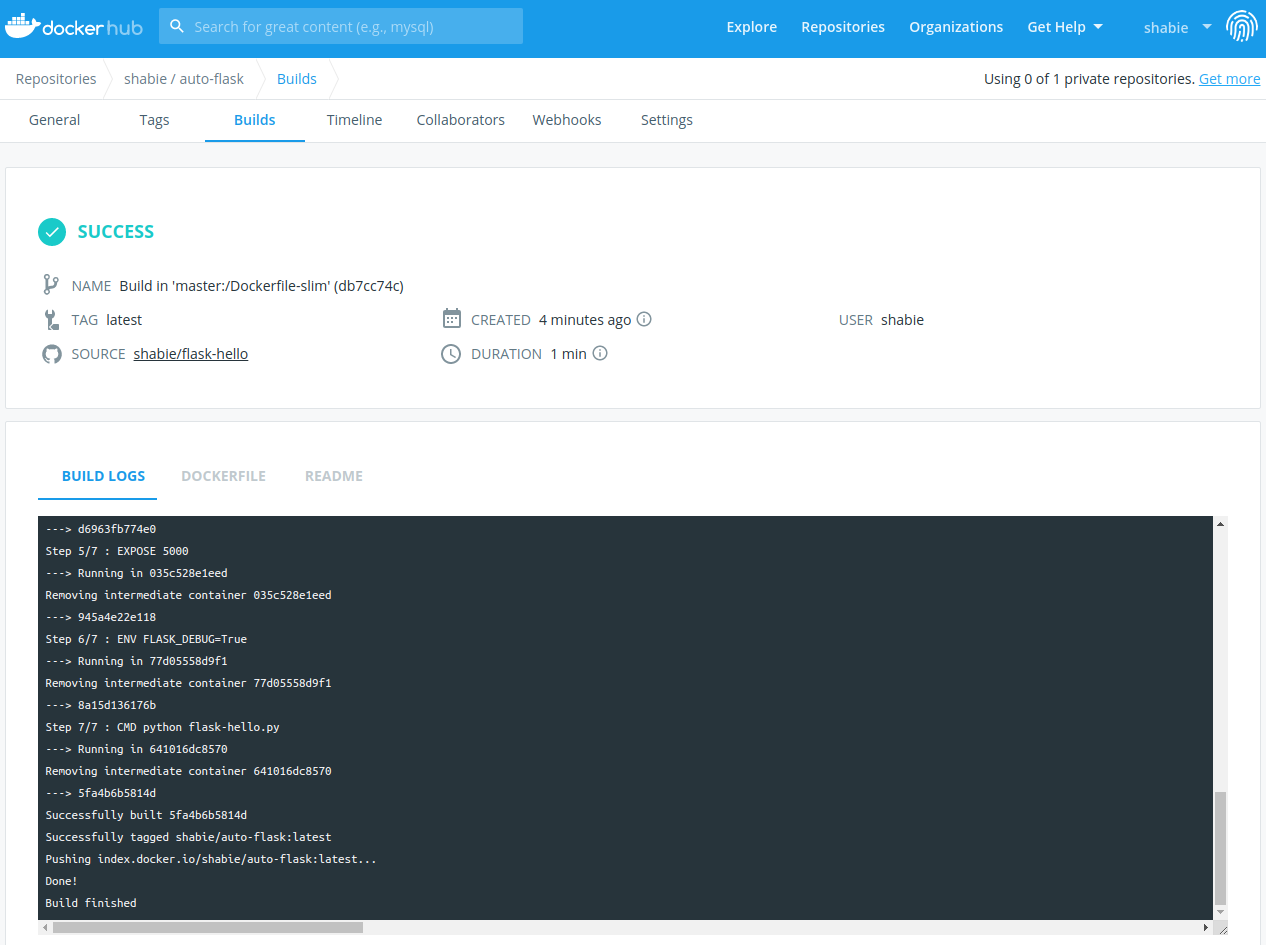 docker hub Search for great content (e.g., mysql) Explore Repositories Organizations Get Help shabie
Repositories shabie / auto-flask Builds Using 0 of 1 private repositories. Get more
General Tags Builds Timeline Collaborators Webhooks Settings
SUCCESS
NAME Build in 'master:/Dockerfile-slim' (db7cc74c)
TAG latest CREATED 4 minutes ago USER shabie
SOURCE shabie/flask-hello DURATION 1 min
BUILD LOGS DOCKERFILE README
---> d6963fb774e0
Step 5/7 : EXPOSE 5000
---> Running in 035c528e1eed
Removing intermediate container 035c528e1eed
---> 945a4e22e118
Step 6/7 : ENV FLASK_DEBUG=True
---> Running in 77d05558d9f1
Removing intermediate container 77d05558d9f1
---> 8a15d136176b
Step 7/7 : CMD python flask-hello.py
---> Running in 641016dc8570
Removing intermediate container 641016dc8570
---> 5fa4b6b5814d
Successfully built 5fa4b6b5814d
Successfully tagged shabie/auto-flask:latest
Pushing index.docker.io/shabie/auto-flask:latest...
Done!
Build finished